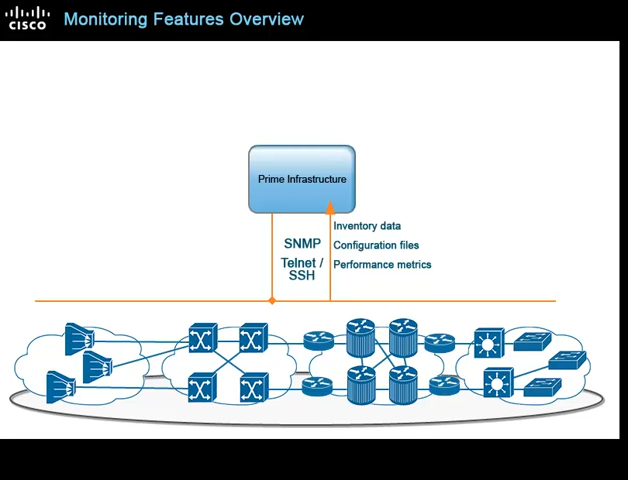 CISCO
Monitoring Features Overview
Prime Infrastructure
SNMP
Telnet /
SSH
Inventory data
Configuration files
Performance metrics